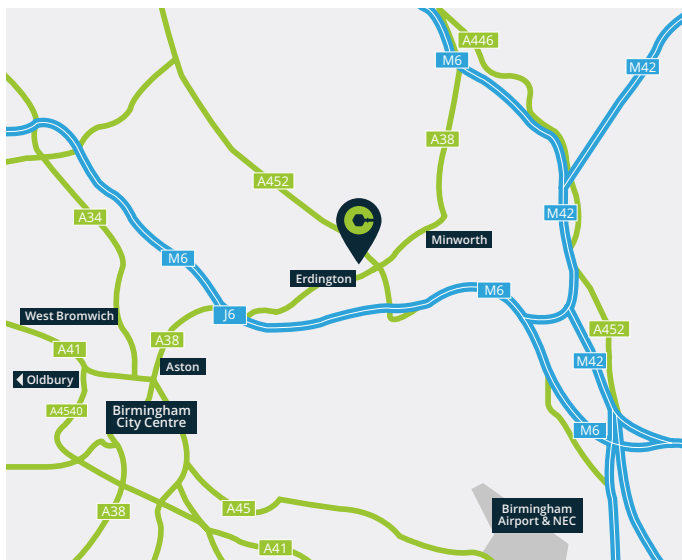 A446
M6
M42
A38
A452
M42
A34
Minworth
M6
Erdington
M6
J6
West Bromwich
A452
A38
A41
M42
Aston
Oldbury
A4540
Birmingham
City Centre
M6
A45
A38
Birmingham
Airport & NEC
A41